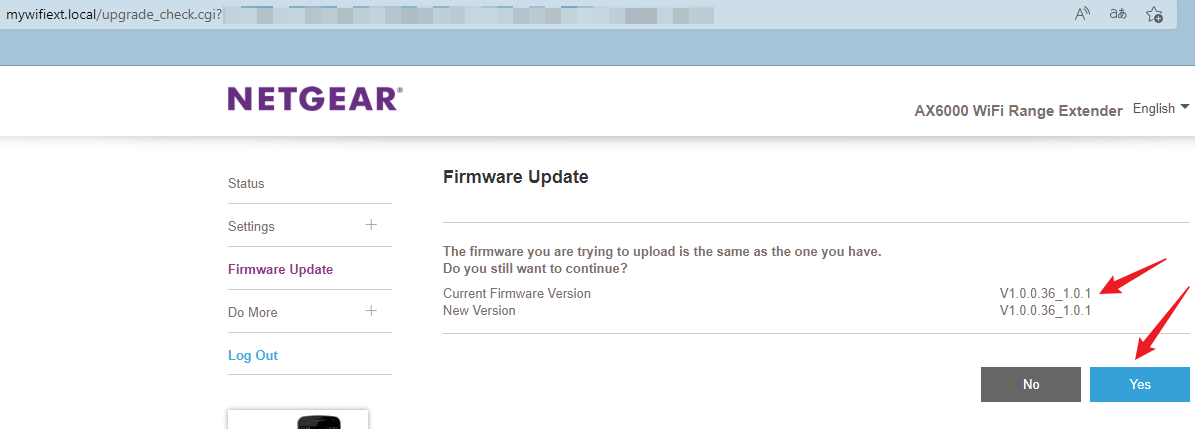 mywifiext.local/upgrade_check.cgi?
A aあ
NETGEAR®
AX6000 WiFi Range Extender English
Firmware Update
Status
Settings
Firmware Update
Do More
Log Out
The firmware you are trying to upload is the same as the one you have.
Do you still want to continue?
Current Firmware Version V1.0.0.36_1.0.1
New Version V1.0.0.36_1.0.1
No Yes